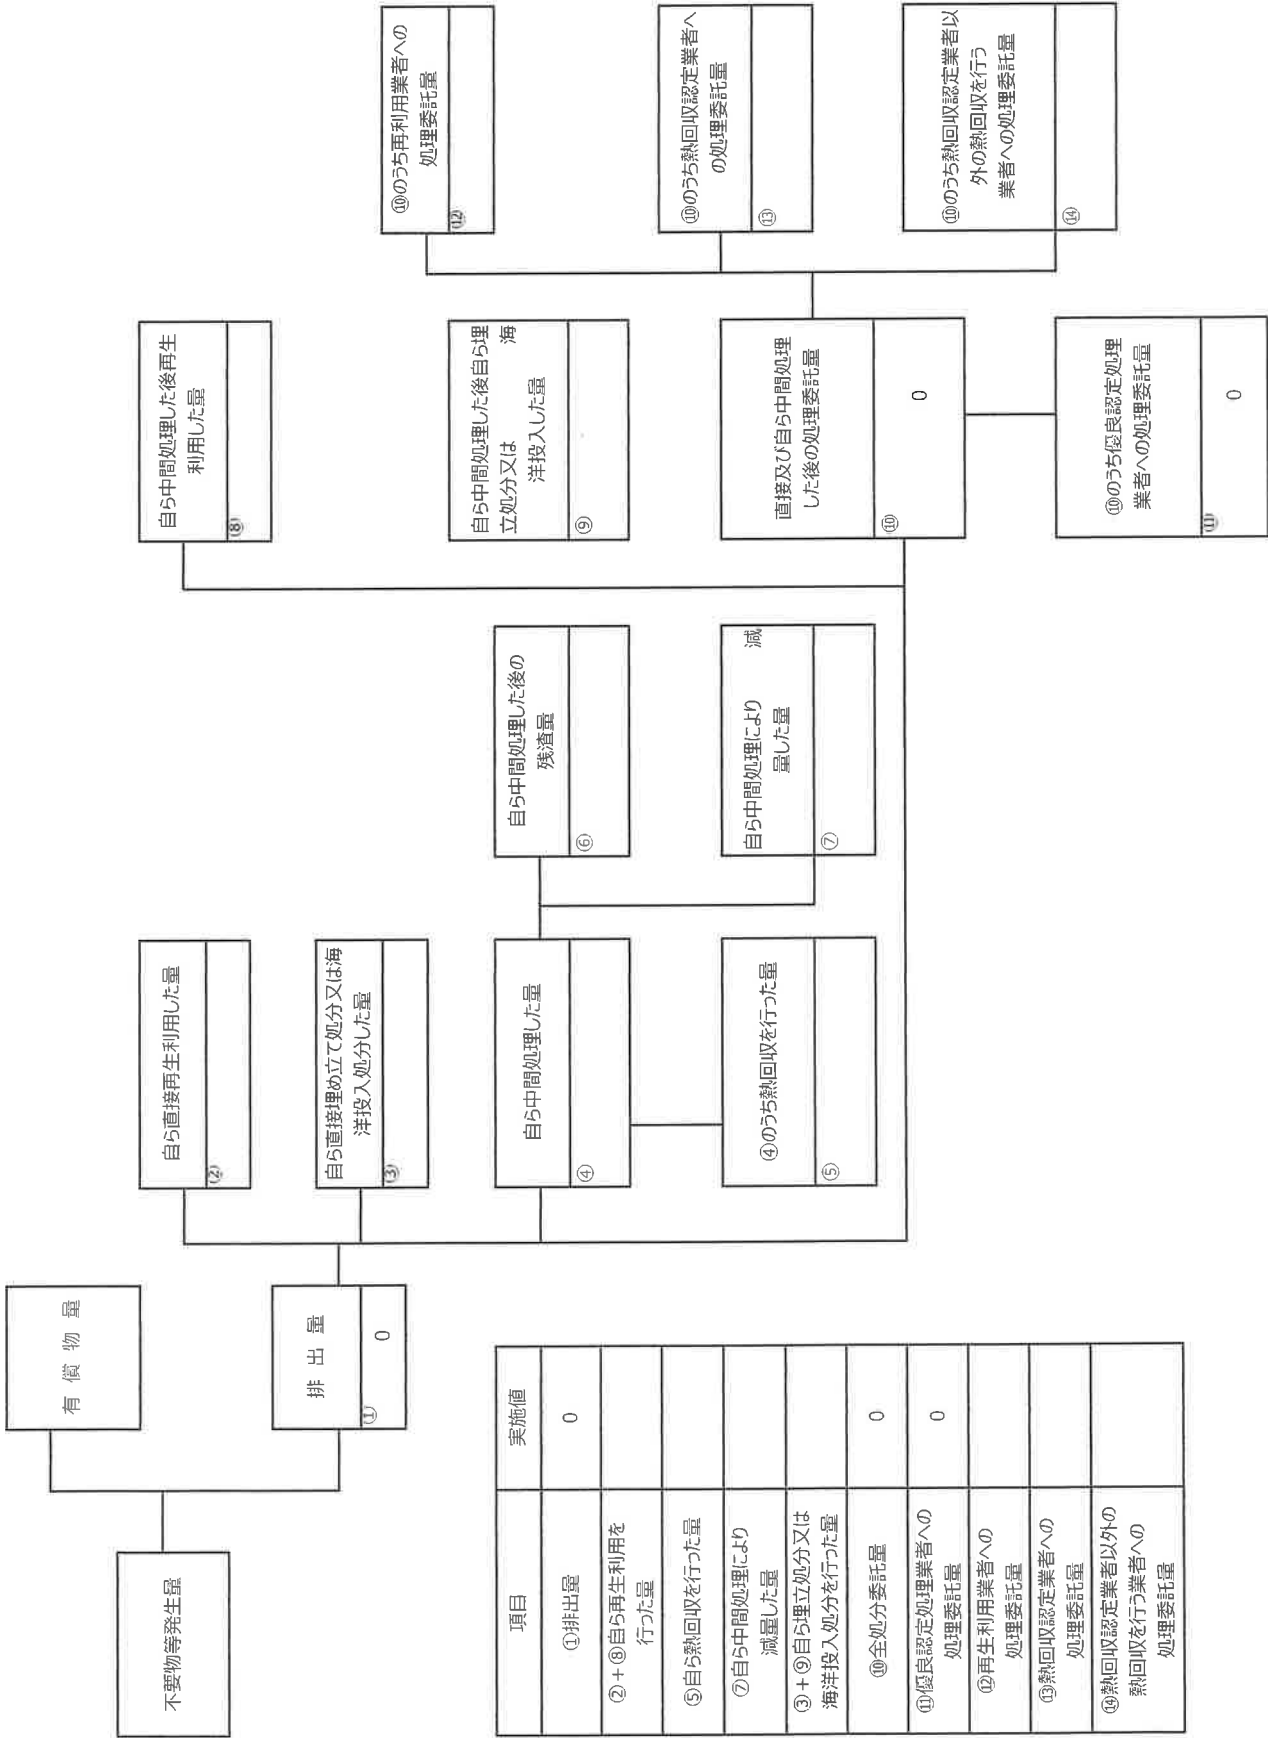 有 償 物 量
不要物等発生量
排 出 量
①
0
自ら直接再生利用した量
②
自ら直接埋め立て処分又は海
洋投入処分した量
③
自ら中間処理した量
④
④のうち熱回収を行った量
⑤
自ら中間処理した後の
残渣量
⑥
自ら中間処理により 減
量した量
⑦
自ら中間処理した後再生
利用した量
⑧
自ら中間処理した後自ら埋
立処分又は 海
洋投入した量
⑨
直接及び自ら中間処理
した後の処理委託量
⑩
0
⑩のうち優良認定処理
業者への処理委託量
⑪
0
⑩のうち再利用業者への
処理委託量
⑫
⑩のうち熱回収認定業者へ
の処理委託量
⑬
⑩のうち熱回収認定業者以
外の熱回収を行う
業者への処理委託量
⑭
項目 実施値
①排出量 0
②+⑧自ら再生利用を
行った量
⑤自ら熱回収を行った量
⑦自ら中間処理により
減量した量
③+⑨自ら埋立処分又は
海洋投入処分を行った量
⑩全処分委託量 0
⑪優良認定処理業者への
処理委託量 0
⑫再生利用業者への
処理委託量
⑬熱回収認定業者への
処理委託量
⑭熱回収認定業者以外の
熱回収を行う業者への
処理委託量